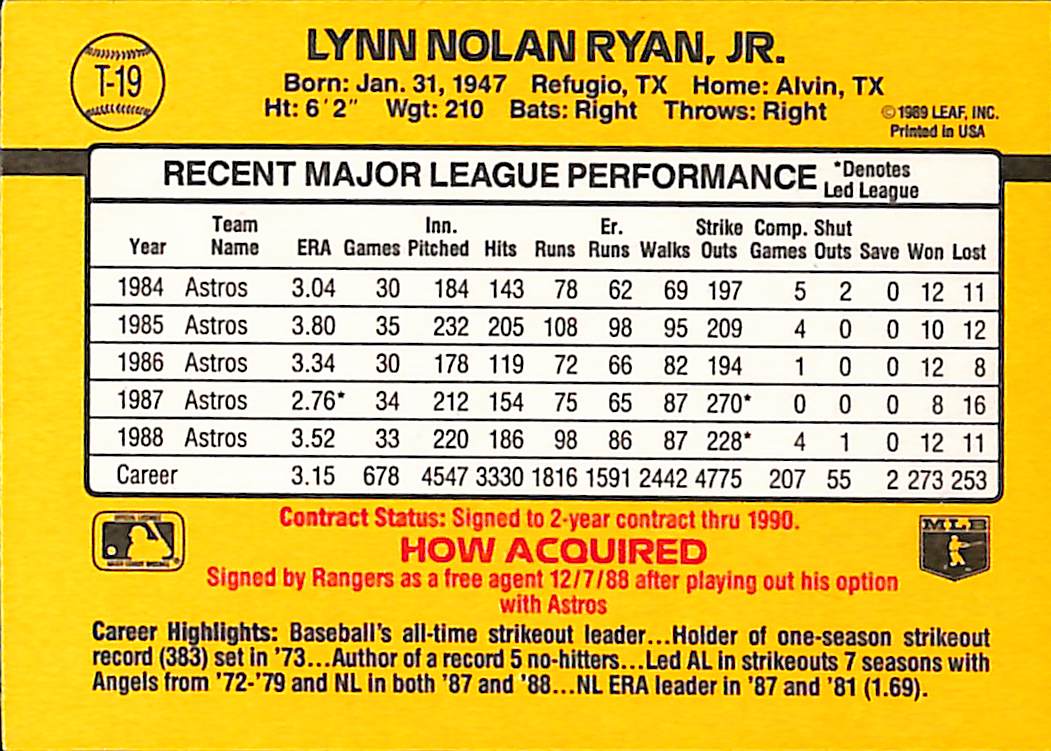 T-19
LYNN NOLAN RYAN, JR.
Born: Jan. 31, 1947 Refugio, TX Home: Alvin, TX
Ht: 6'2" Wgt: 210 Bats: Right Throws: Right
© 1989 LEAF, INC.
Printed in USA
RECENT MAJOR LEAGUE PERFORMANCE *Denotes Led League
Year Team Name ERA Games Inn. Pitched Hits Runs Er. Runs Walks Strike Outs Comp. Games Shut Outs Save Won Lost
1984 Astros 3.04 30 184 143 78 62 69 197 5 2 0 12 11
1985 Astros 3.80 35 232 205 108 98 95 209 4 0 0 10 12
1986 Astros 3.34 30 178 119 72 66 82 194 1 0 0 12 8
1987 Astros 2.76* 34 212 154 75 65 87 270* 0 0 0 8 16
1988 Astros 3.52 33 220 186 98 86 87 228* 4 1 0 12 11
Career 3.15 678 4547 3330 1816 1591 2442 4775 207 55 2 273 253
Contract Status: Signed to 2-year contract thru 1990.
HOW ACQUIRED
MLB
Signed by Rangers as a free agent 12/7/88 after playing out his option
with Astros
Career Highlights: Baseball's all-time strikeout leader...Holder of one-season strikeout
record (383) set in '73...Author of a record 5 no-hitters...Led AL in strikeouts 7 seasons with
Angels from '72-'79 and NL in both '87 and '88...NL ERA leader in '87 and '81 (1.69).